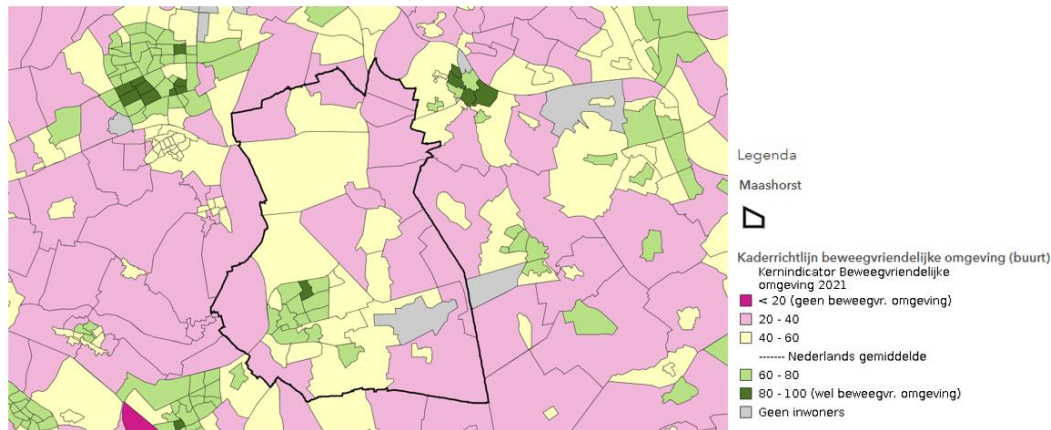 Legenda
Maashorst
Kaderrichtlijn beweegvriendelijke omgeving (buurt)
Kernindicator Beweegvriendelijke
omgeving 2021
< 20 (geen beweegvr. omgeving)
20 - 40
40 - 60
------- Nederlands gemiddelde
60 - 80
80 - 100 (wel beweegvr. omgeving)
Geen inwoners